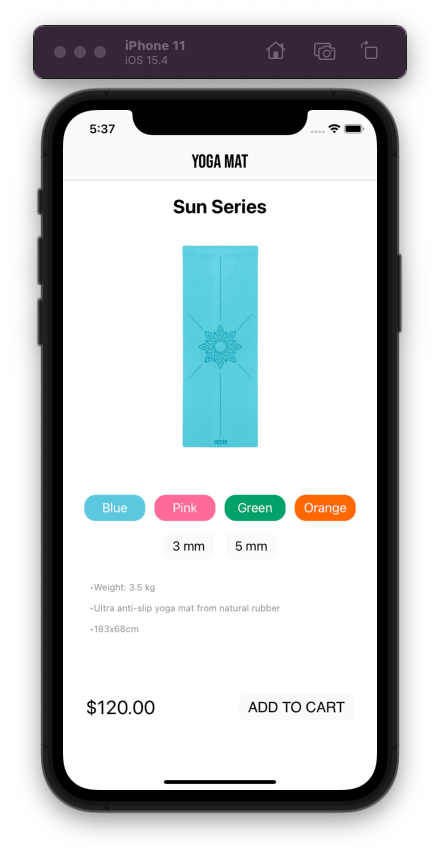 iPhone 11
iOS 15.4
5:37
YOGA MAT
Sun Series
Blue Pink Green Orange
3 mm 5 mm
•Weight: 3.5 kg
•Ultra anti-slip yoga mat from natural rubber
•183x68cm
$120.00 ADD TO CART